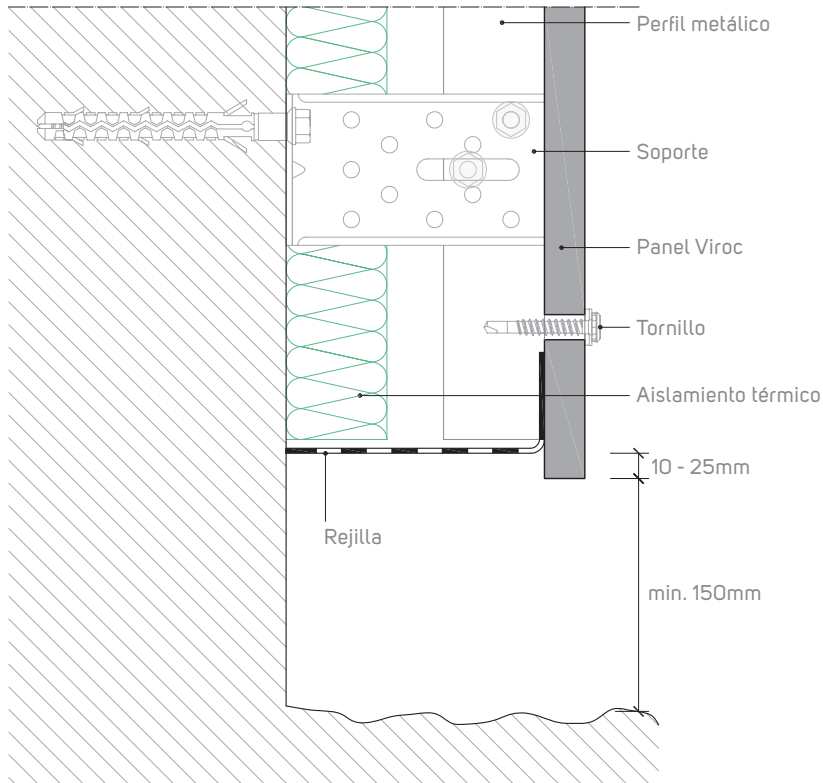 Perfil metálico
Soporte
Panel Viroc
Tornillo
Aislamiento térmico
10 - 25mm
Rejilla
min. 150mm